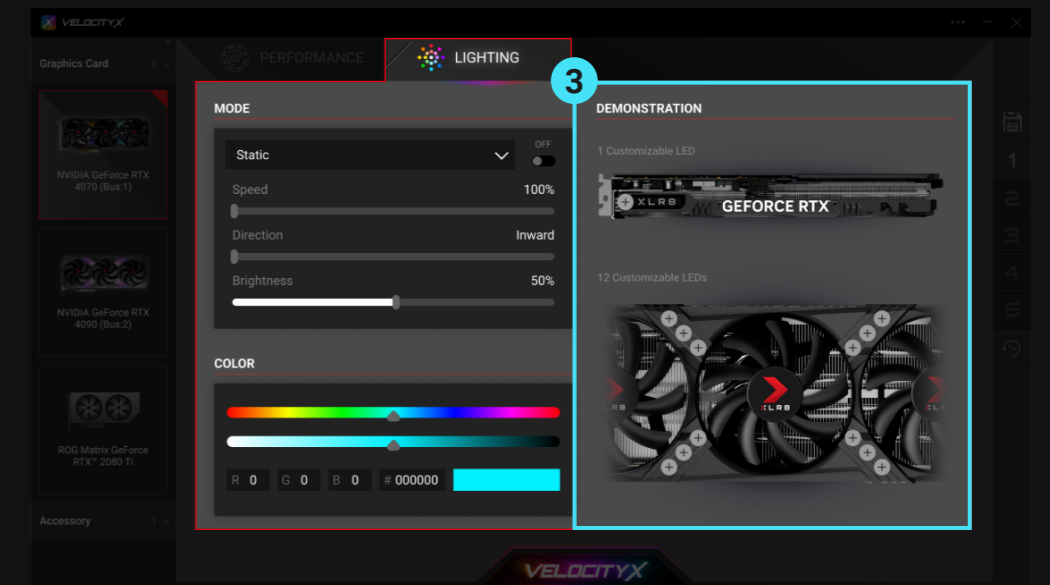 VELOCITYX
Graphics Card 3
PERFORMANCE
LIGHTING
3
MODE
DEMONSTRATION
Static
OFF
1 Customizable LED
NVIDIA GeForce RTX
4070 (Bus:1)
Speed 100%
XLR8
GEFORCE RTX
Direction Inward
Brightness 50%
12 Customizable LEDs
NVIDIA GeForce RTX
4090 (Bus:2)
COLOR
XLR8
R 0 G 0 B 0 # 000000
ROG Matrix GeForce
RTX™ 2080 Ti
Accessory 1
VELOCITYX
1
2
3
4
5